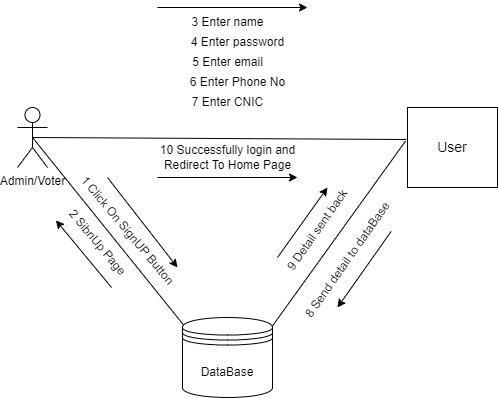 3 Enter name
4 Enter password
5 Enter email
6 Enter Phone No
7 Enter CNIC
10 Successfully login and
Redirect To Home Page
User
Admin/Voter
1 Click On SignUP Button
2 SibnUp Page
9 Detail sent back
8 Send detail to dataBase
DataBase